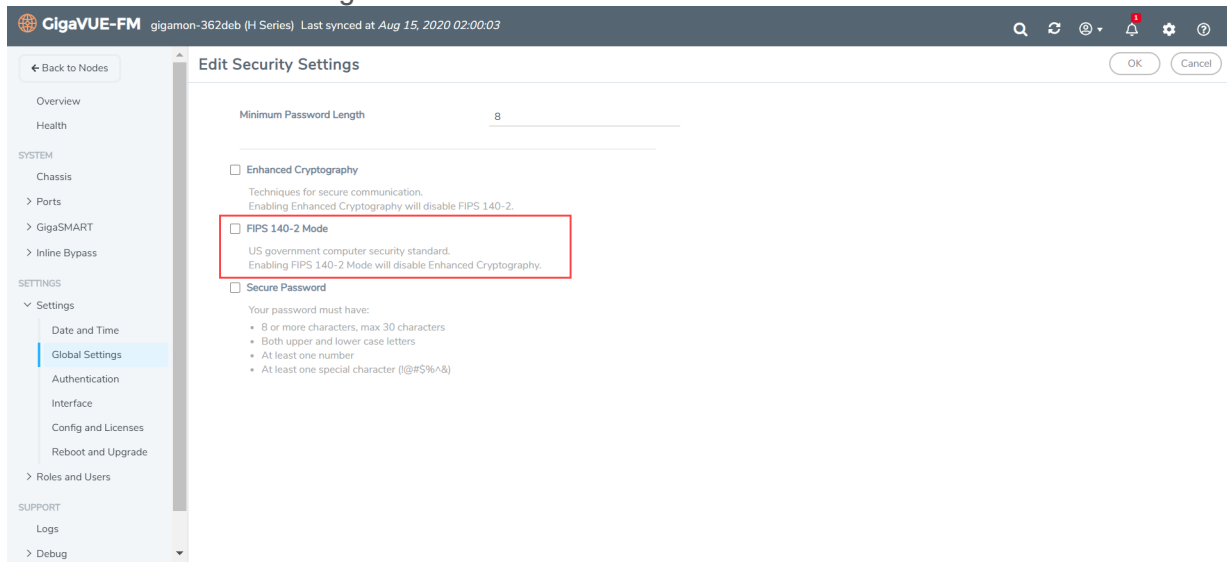 GigaVUE-FM gigamon-362deb (H Series) Last synced at Aug 15, 2020 02:00:03
1
← Back to Nodes
Edit Security Settings
OK
Cancel
Overview
Health
SYSTEM
Chassis
> Ports
> GigaSMART
> Inline Bypass
SETTINGS
Settings
Date and Time
Global Settings
Authentication
Interface
Config and Licenses
Reboot and Upgrade
> Roles and Users
SUPPORT
Logs
> Debug
Minimum Password Length 8
Enhanced Cryptography
Techniques for secure communication.
Enabling Enhanced Cryptography will disable FIPS 140-2.
FIPS 140-2 Mode
US government computer security standard.
Enabling FIPS 140-2 Mode will disable Enhanced Cryptography.
Secure Password
Your password must have:
• 8 or more characters, max 30 characters
• Both upper and lower case letters
• At least one number
• At least one special character (!@#$%^&)